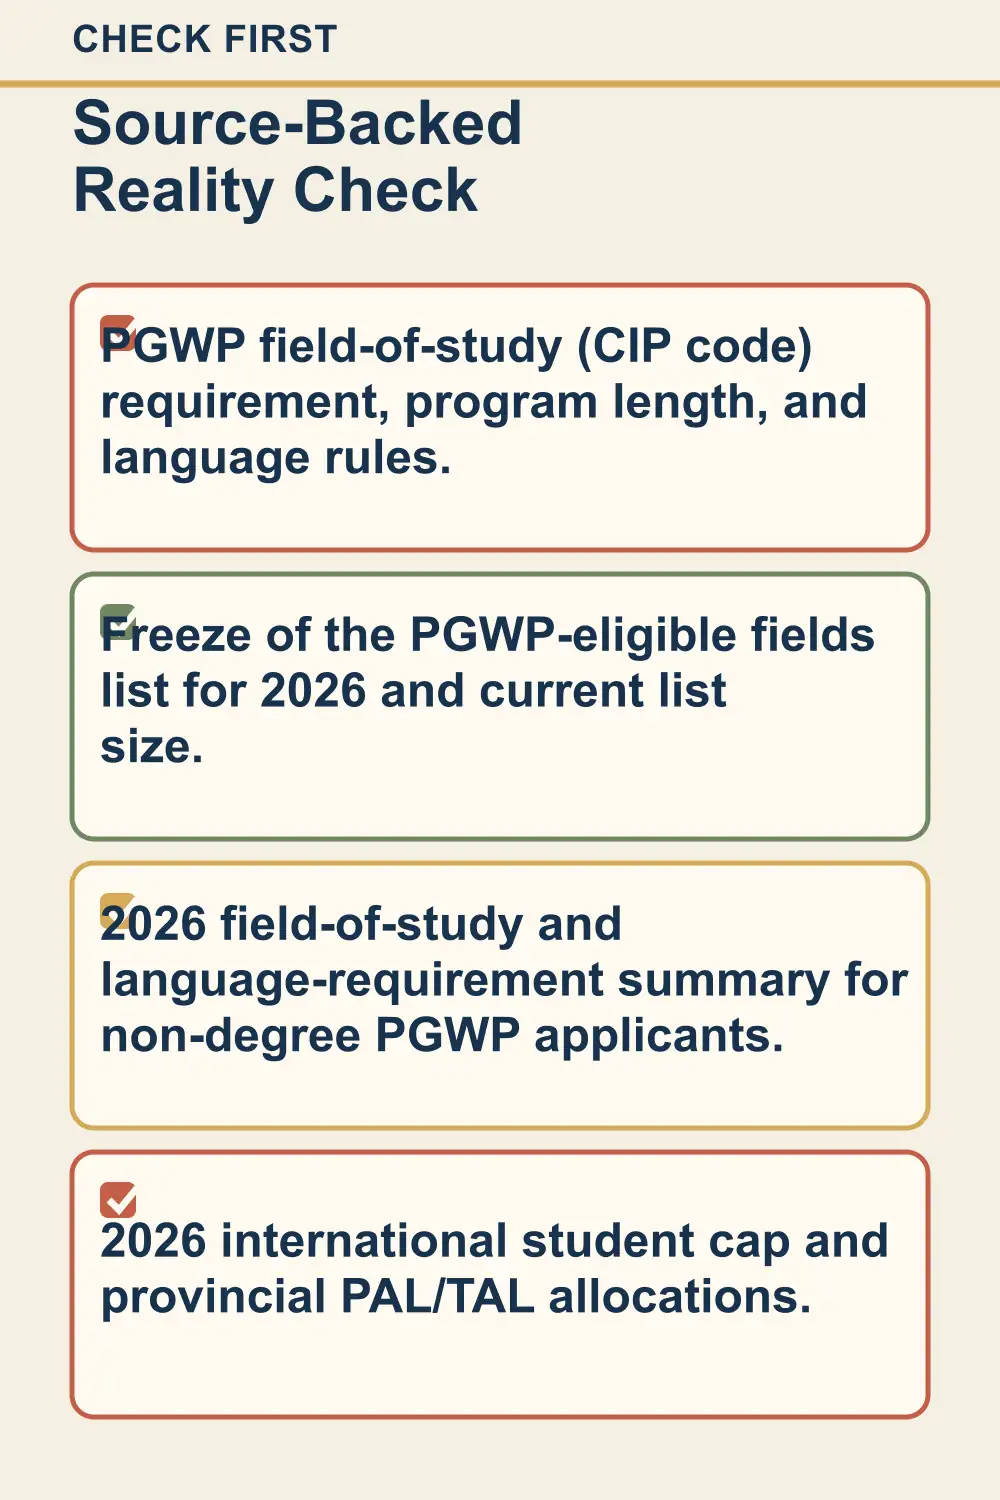 CHECK FIRST
Source-Backed
Reality Check
PGWP field-of-study (CIP code)
requirement, program length, and
language rules.
Freeze of the PGWP-eligible fields
list for 2026 and current list
size.
2026 field-of-study and
language-requirement summary for
non-degree PGWP applicants.
2026 international student cap and
provincial PAL/TAL allocations.